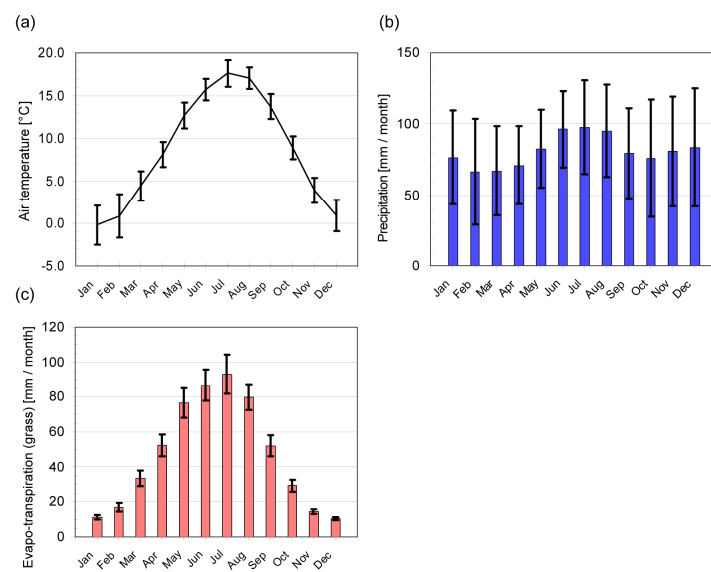 (a)
Air temperature [°C]
20.0
15.0
10.0
5.0
0.0
-5.0
Jan Feb Mar Apr May Jun Jul Aug Sep Oct Nov Dec
(b)
Precipitation [mm / month]
150
100
50
0
Jan Feb Mar Apr May Jun Jul Aug Sep Oct Nov Dec
(c)
Evapo-transpiration (grass) [mm / month]
120
100
80
60
40
20
0
Jan Feb Mar Apr May Jun Jul Aug Sep Oct Nov Dec